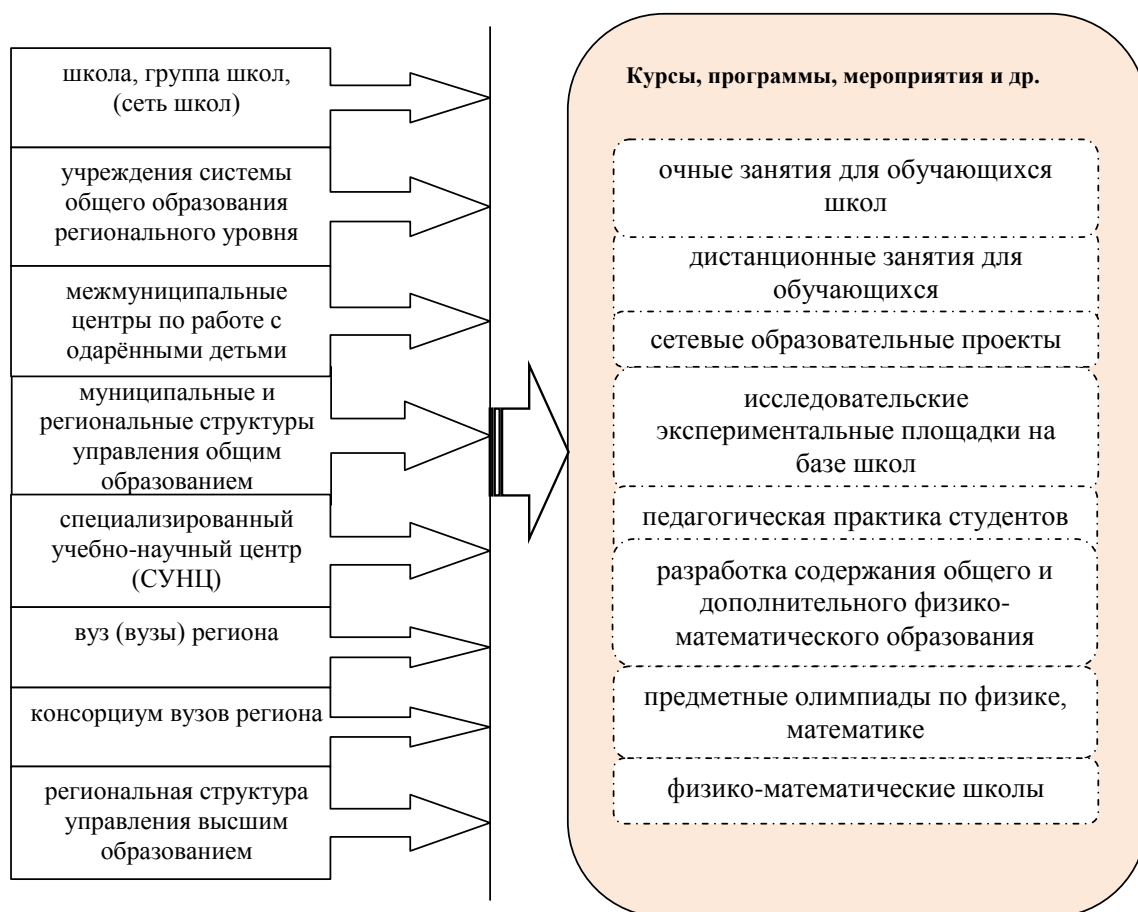 школа, группа школ,
(сеть школ)
учреждения системы
общего образования
регионального уровня
межмуниципальные
центры по работе с
одарёнными детьми
муниципальные и
региональные структуры
управления общим
образованием
специализированный
учебно-научный центр
(СУНЦ)
вуз (вузы) региона
консорциум вузов региона
региональная структура
управления высшим
образованием
Курсы, программы, мероприятия и др.
очные занятия для обучающихся
школ
дистанционные занятия для
обучающихся
сетевые образовательные проекты
исследовательские
экспериментальные площадки на
базе школ
педагогическая практика студентов
разработка содержания общего и
дополнительного физико-
математического образования
предметные олимпиады по физике,
математике
физико-математические школы